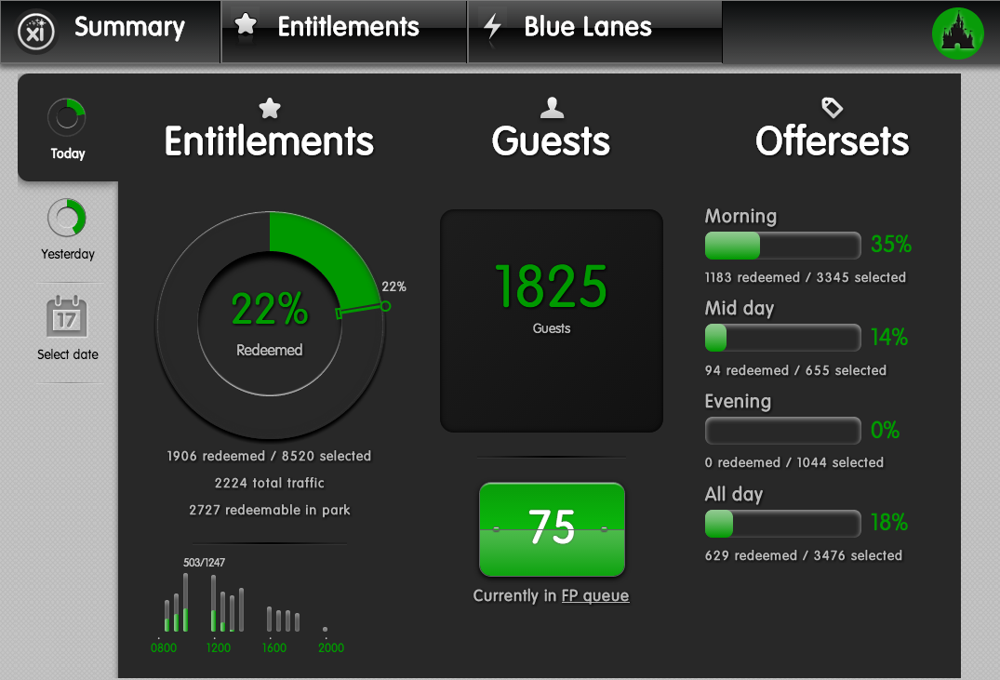 xi
Summary
Entitlements
Blue Lanes
Today
Yesterday
17
Select date
Entitlements
22%
22%
Redeemed
1906 redeemed / 8520 selected
2224 total traffic
2727 redeemable in park
503/1247
0800 1200 1600 2000
Guests
1825
Guests
75
Currently in FP queue
Offersets
Morning
35%
1183 redeemed / 3345 selected
Mid day
14%
94 redeemed / 655 selected
Evening
0%
0 redeemed / 1044 selected
All day
18%
629 redeemed / 3476 selected